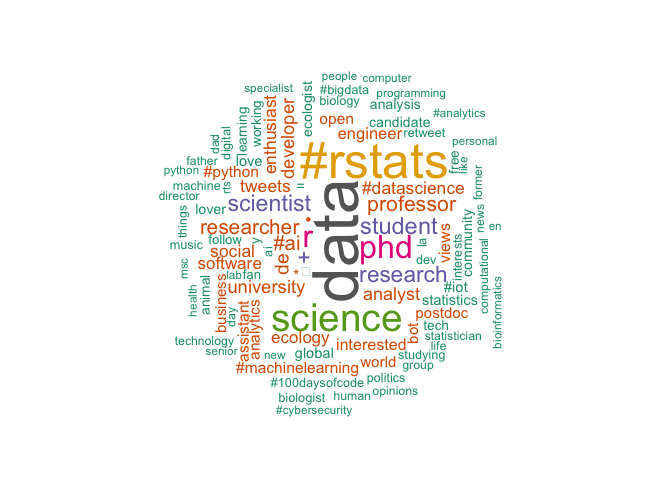 people
computer
specialist
#bigdata
programming
biology
analysis
#analytics
ecologist
open
candidate
engineer
retweet
personal
dad
digital
learning
working
enthusiast
developer
love
father
python
#python
#rstats
free
like
machine
rts
tweets
=
#datascience
former
director
lover
scientist
data
professor
news
things
researcher
.
student
community
en
music
follow
y
#ai
r
phd
la
views
interests
social
ai
de
+
dev
computational
msc
software
labfan
*
research
#iot
bioinformatics
health
animal
university
analyst
statistics
business
day
science
postdoc
bot
tech
technology
assistant
analytics
ecology
interested
statistician
senior
new
global
world
life
studying
group
#machinelearning
#100daysofcode
politics
biologist
human
opinions
#cybersecurity